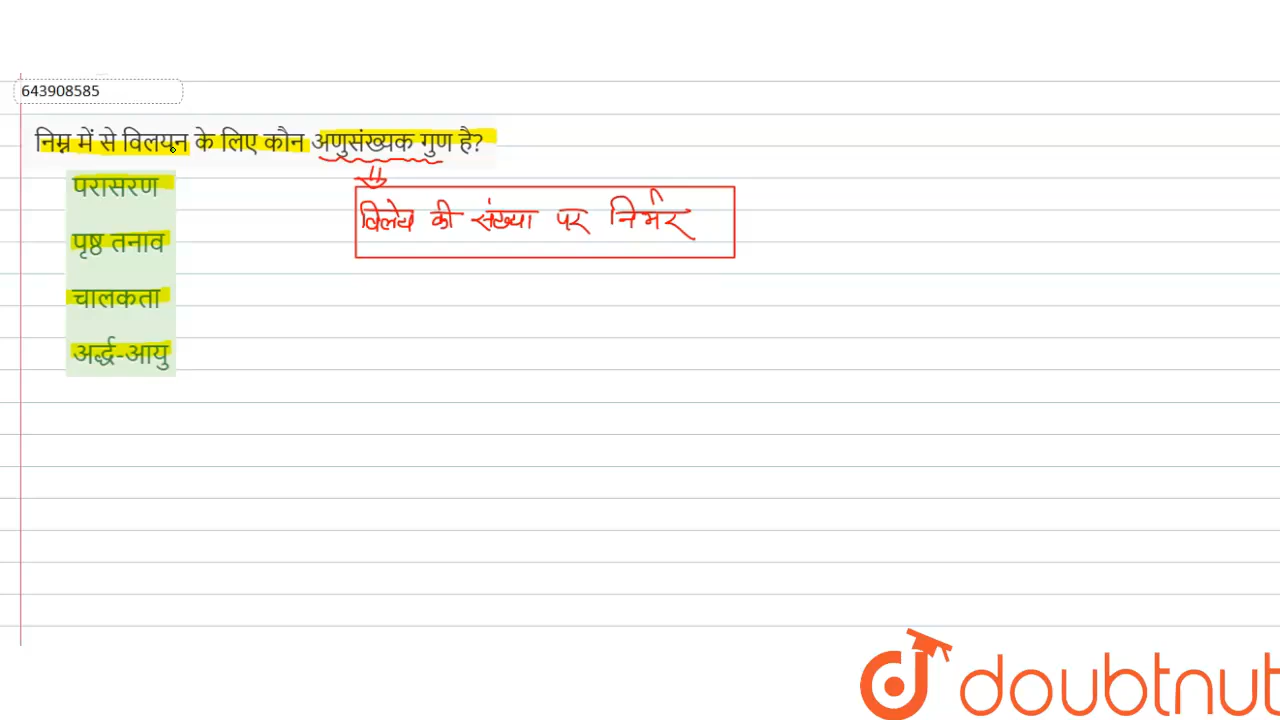 643908585
निम्न में से विलयन के लिए कौन अणुसंख्यक गुण है?
परासरण
विलेय की संख्या पर निर्भर
पृष्ठ तनाव
चालकता
अर्द्ध-आयु
doubtnut